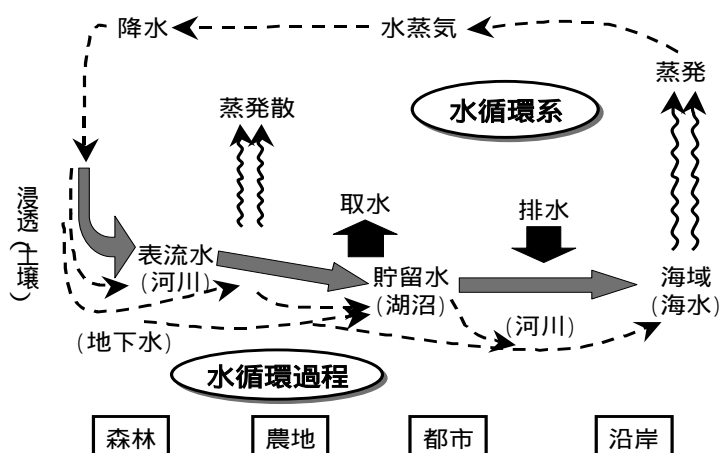 降水
水蒸気
蒸発
蒸発散
水循環系
浸透(土壌)
取水
排水
表流水
(河川)
貯留水
(湖沼)
(河川)
海域
(海水)
(地下水)
水循環過程
森林
農地
都市
沿岸